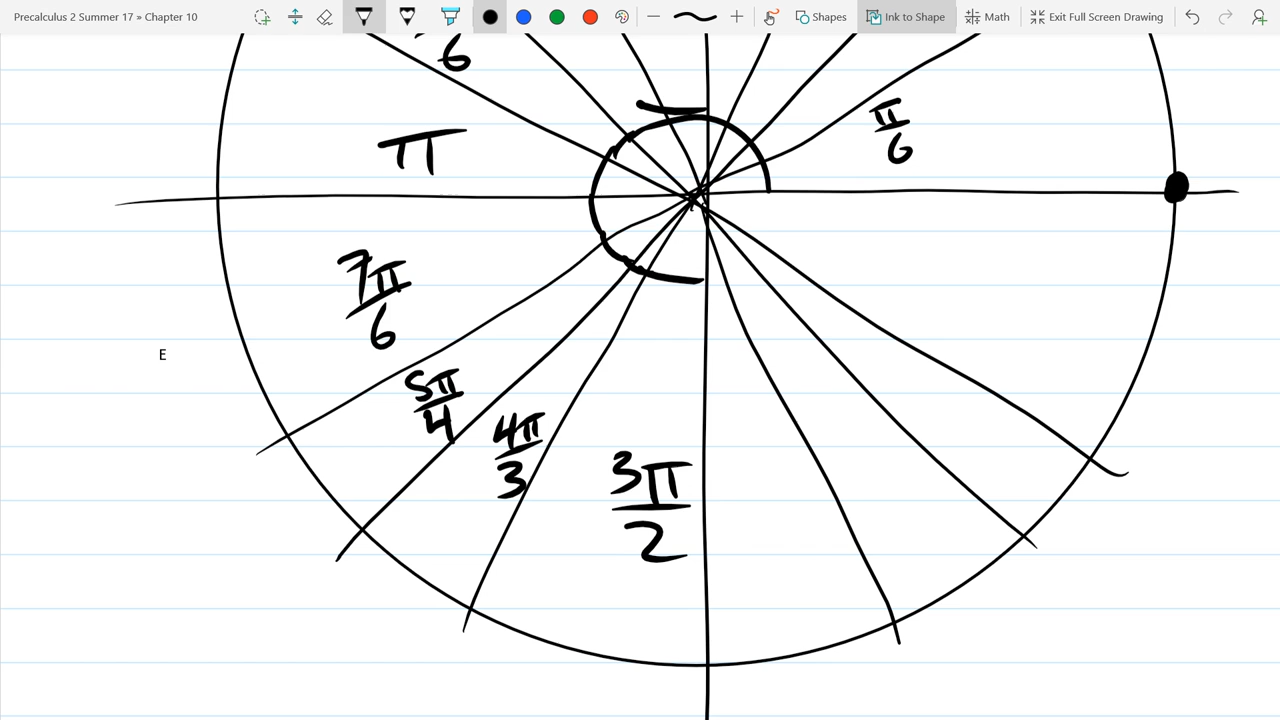 Precalculus 2 Summer 17 » Chapter 10
Shapes
Ink to Shape
Math
Exit Full Screen Drawing
6
π
6
π
7π
6
E
5π
4
4π
3
3π
2